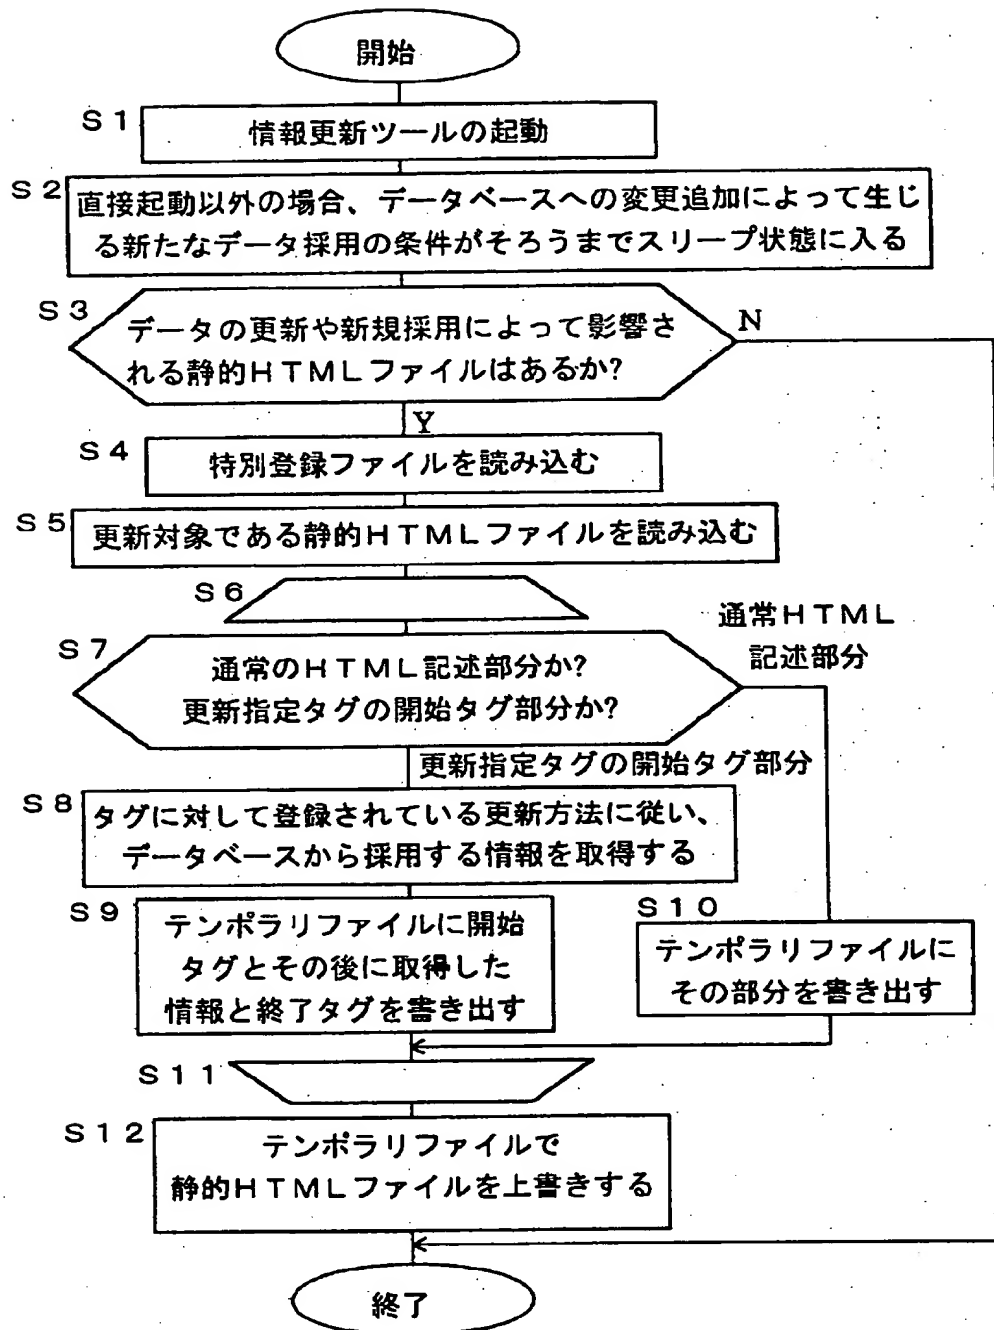 開始
S1
情報更新ツールの起動
S2
直接起動以外の場合、データベースへの変更追加によって生じ
る新たなデータ採用の条件がそろうまでスリープ状態に入る
S3
データの更新や新規採用によって影響さ
れる静的HTMLファイルはあるか?
N
Y
S4
特別登録ファイルを読み込む
S5
更新対象である静的HTMLファイルを読み込む
S6
S7
通常のHTML記述部分か?
更新指定タグの開始タグ部分か?
通常HTML
記述部分
更新指定タグの開始タグ部分
S8
タグに対して登録されている更新方法に従い、
データベースから採用する情報を取得する
S9
テンポラリファイルに開始
タグとその後に取得した
情報と終了タグを書き出す
S10
テンポラリファイルに
その部分を書き出す
S11
S12
テンポラリファイルで
静的HTMLファイルを上書きする
終了